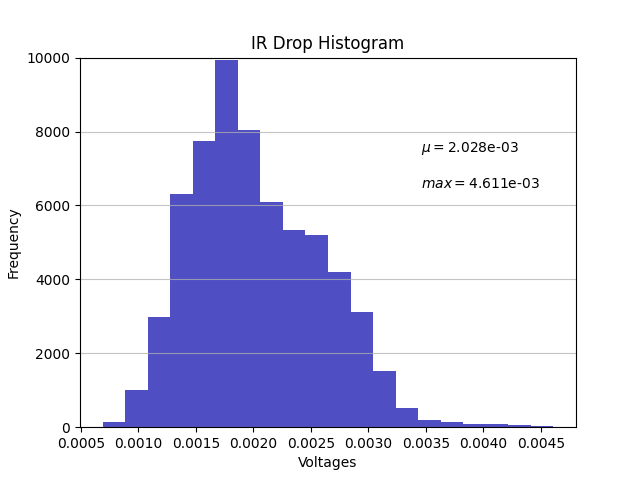 IR Drop Histogram
10000
8000
6000
4000
2000
0
Frequency
μ = 2.028e-03
max = 4.611e-03
0.0005 0.0010 0.0015 0.0020 0.0025 0.0030 0.0035 0.0040 0.0045
Voltages